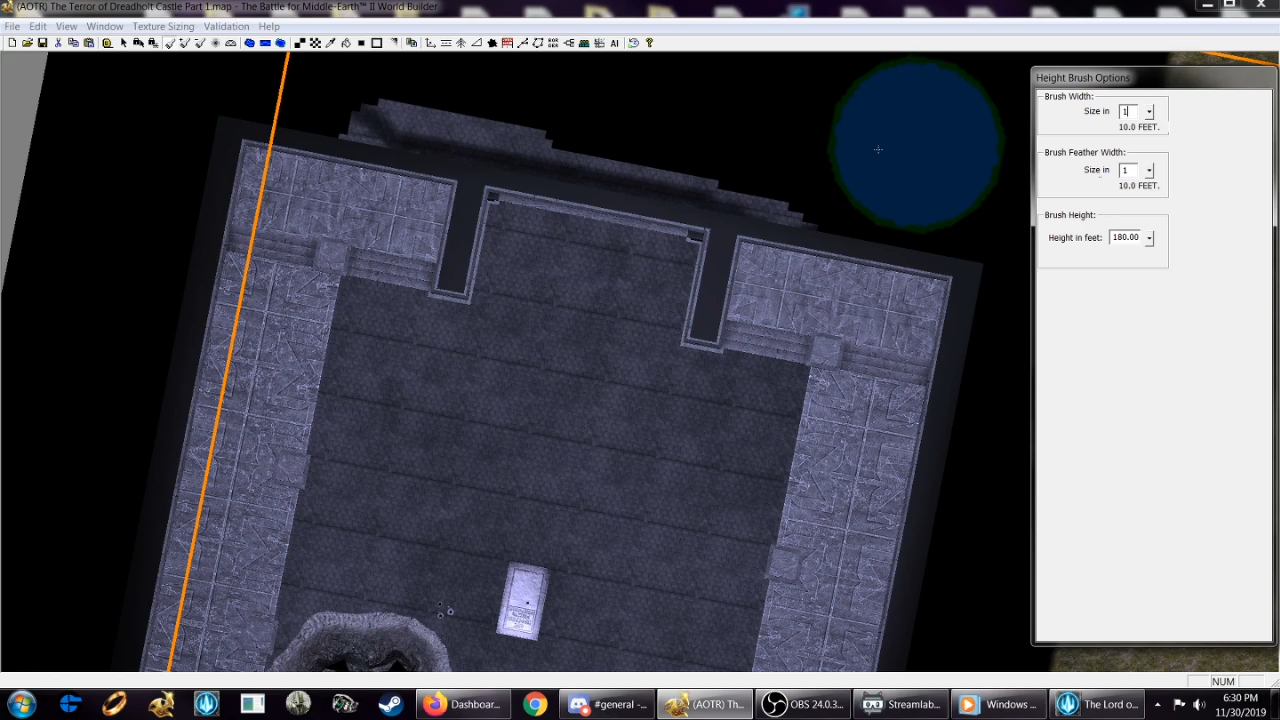 (AOTR) The Terror of Dreadholt Castle Part 1.map - The Battle for Middle-Earth™ II World Builder
File Edit View Window Texture Sizing Validation Help
AI
Height Brush Options
Brush Width:
Size in 1
10.0 FEET.
Brush Feather Width:
Size in 1
10.0 FEET.
Brush Height:
Height in feet: 180.00
NUM
Dashboar... #general -... (AOTR) Th... OBS 24.0.3... Streamlab... Windows ... The Lord o... 6:30 PM
11/30/2019